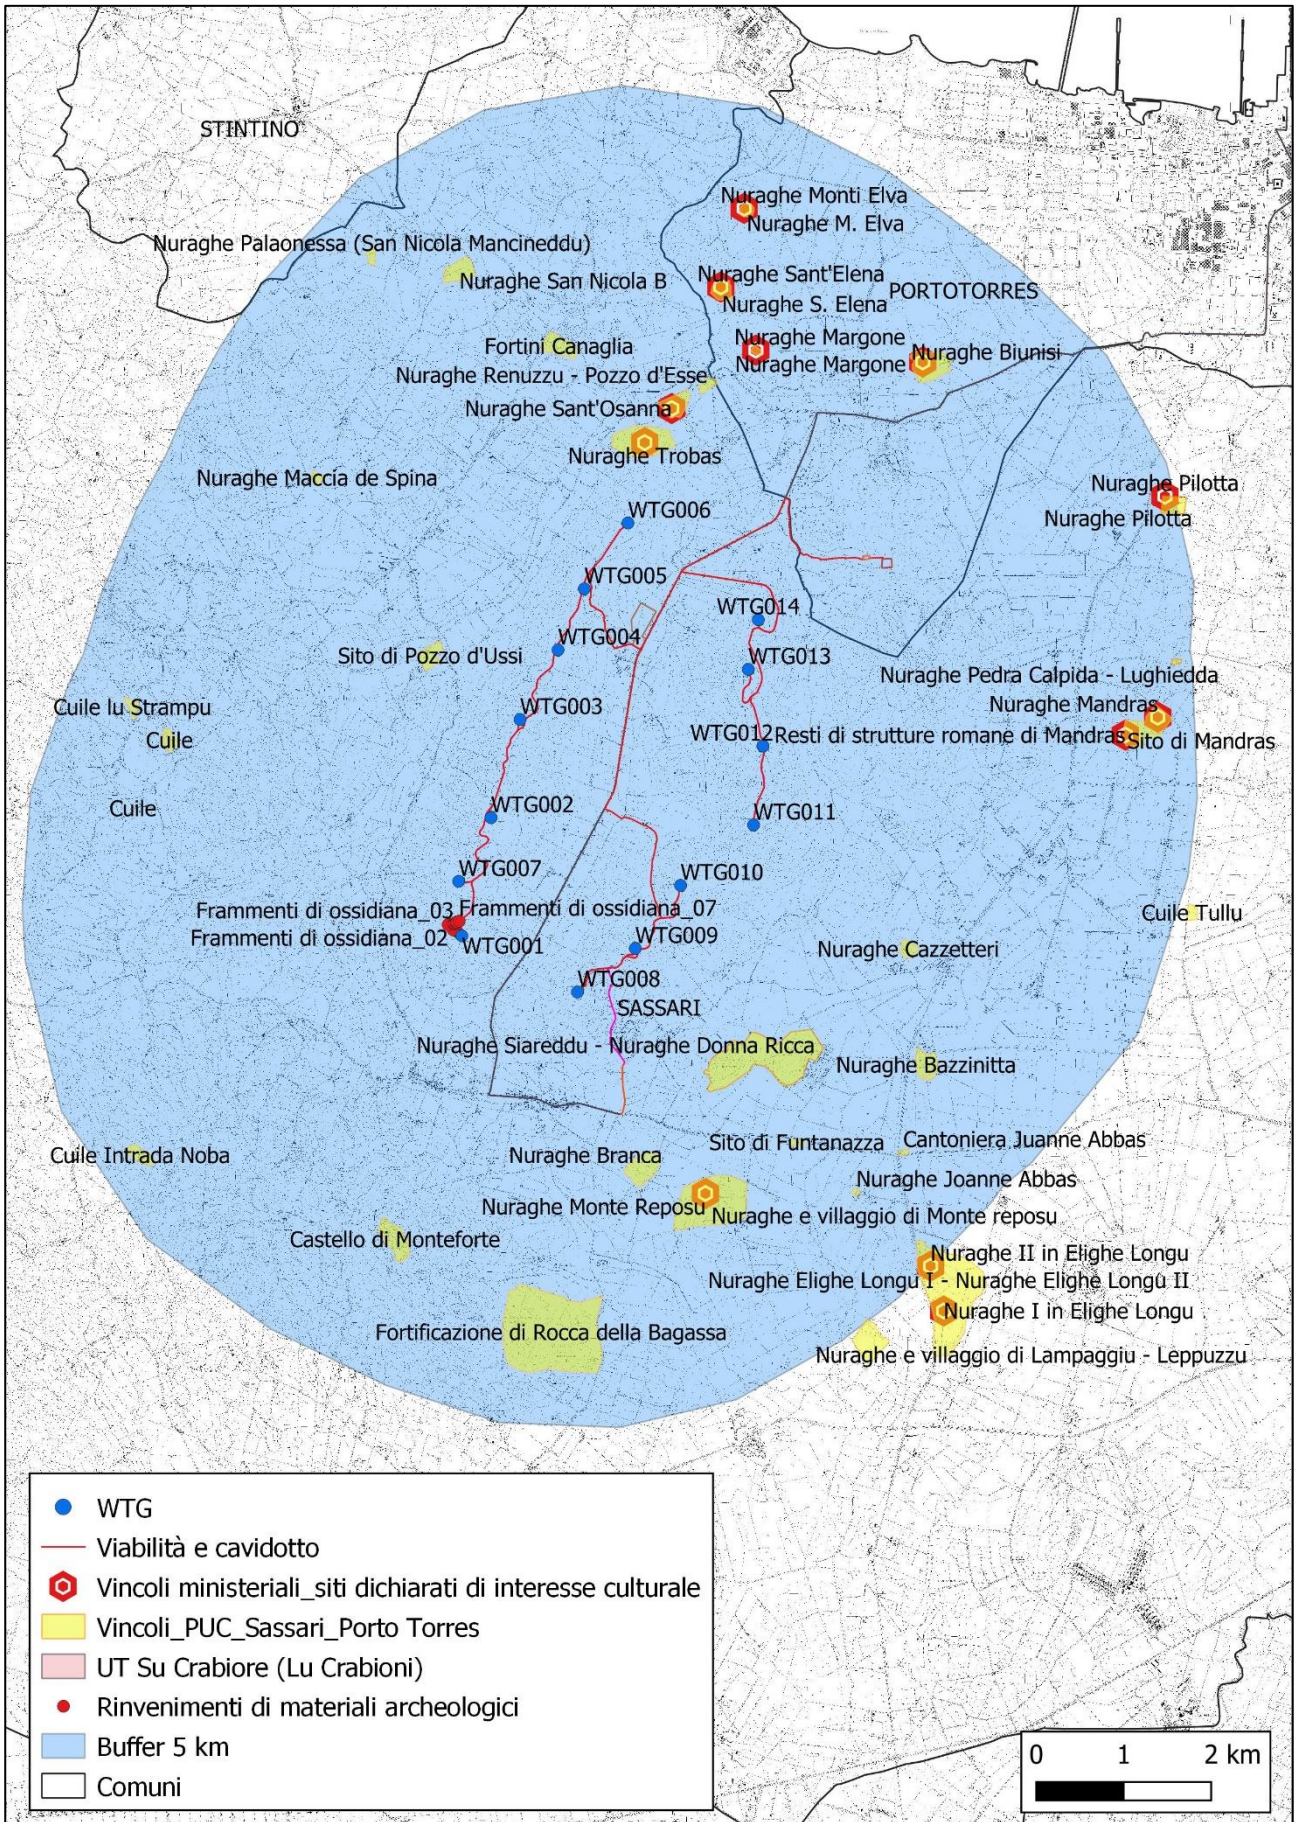 STINTINO
Nuraghe Monti Elva
Nuraghe M. Elva
Nuraghe Palaonessa (San Nicola Mancineddu)
Nuraghe San Nicola B
Nuraghe Sant'Elena
PORTOTORRES
Nuraghe S. Elena
Nuraghe Margone
Fortini Canaglia
Nuraghe Biunisi
Nuraghe Margone
Nuraghe Renuzzu - Pozzo d'Esse
Nuraghe Sant'Osanna
Nuraghe Trobas
Nuraghe Maccia de Spina
Nuraghe Pilotta
WTG006
Nuraghe Pilotta
WTG005
WTG014
WTG004
Sito di Pozzo d'Ussi
WTG013
Nuraghe Pedra Calpida - Lughiedda
Cuile lu Strampu
Nuraghe Mandras
WTG003
WTG012
Resti di strutture romane di Mandras
Cuile
Sito di Mandras
Cuile
WTG002
WTG011
WTG007
WTG010
Frammenti di ossidiana_03
Frammenti di ossidiana_07
Cuile Tullu
Frammenti di ossidiana_02
WTG001
WTG009
Nuraghe Cazzetteri
WTG008
SASSARI
Nuraghe Siareddu - Nuraghe Donna Ricca
Nuraghe Bazzinitta
Sito di Funtanazza
Cantoniera Juanne Abbas
Cuile Intrada Noba
Nuraghe Branca
Nuraghe Joanne Abbas
Nuraghe Monte Reposu
Nuraghe e villaggio di Monte reposu
Castello di Monteforte
Nuraghe II in Elighe Longu
Nuraghe Elighe Longu I - Nuraghe Elighe Longu II
Nuraghe I in Elighe Longu
Fortificazione di Rocca della Bagassa
Nuraghe e villaggio di Lampaggiu - Leppuzzu
WTG
Viabilità e cavidotto
Vincoli ministeriali_siti dichiarati di interesse culturale
Vincoli_PUC_Sassari_Porto Torres
UT Su Crabiore (Lu Crabioni)
Rinvenimenti di materiali archeologici
Buffer 5 km
Comuni
0 1 2 km